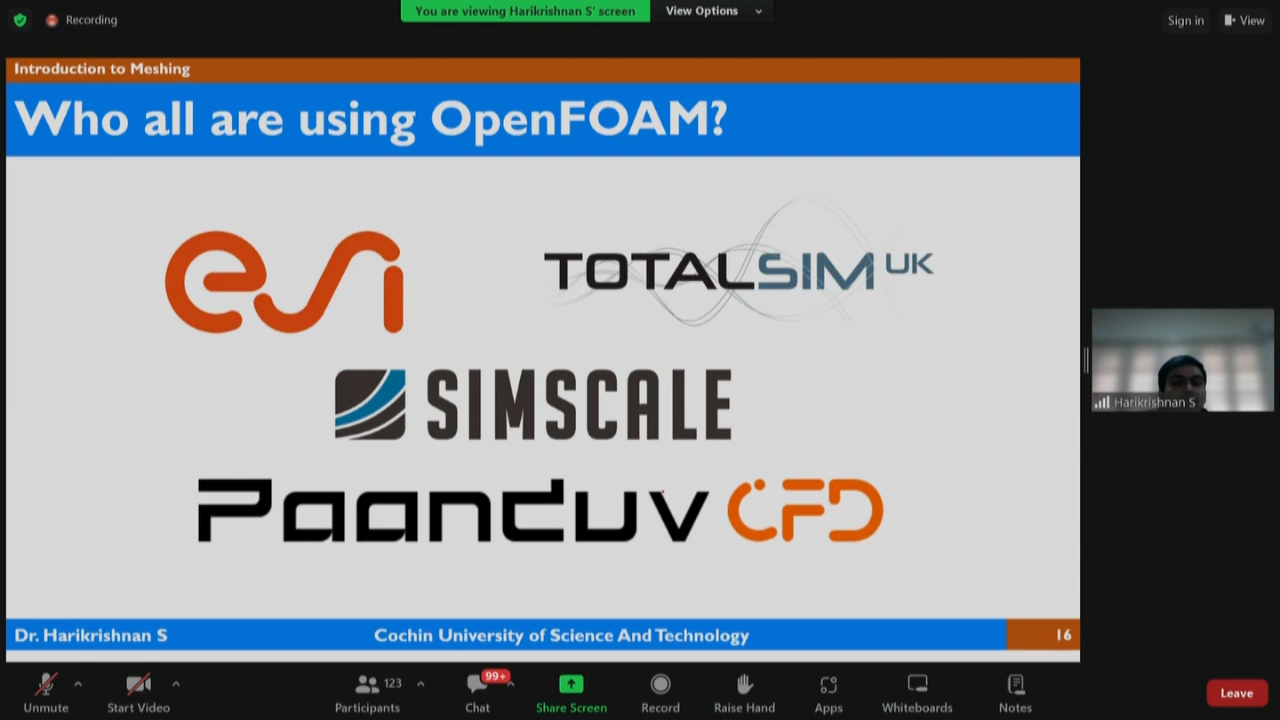 Recording
You are viewing Harikrishnan S' screen
View Options
Sign in
View
Introduction to Meshing
Who all are using OpenFOAM?
esi
TOTALSIM UK
SIMSCALE
Paanduv CFD
Harikrishnan S
Dr. Harikrishnan S
Cochin University of Science And Technology
16
Unmute
Start Video
123
Participants
99+
Chat
Share Screen
Record
Raise Hand
Apps
Whiteboards
Notes
Leave